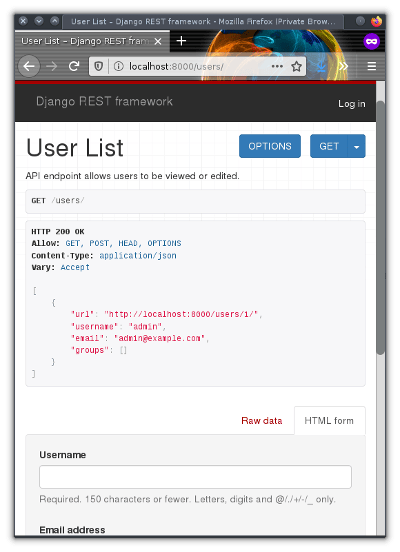 User List – Django REST framework - Mozilla Firefox (Private Brow...
User List – Django REST fram
localhost:8000/users/
Django REST framework
Log in
User List
OPTIONS
GET
API endpoint allows users to be viewed or edited.
GET /users/
HTTP 200 OK
Allow: GET, POST, HEAD, OPTIONS
Content-Type: application/json
Vary: Accept
[
{
"url": "http://localhost:8000/users/1/",
"username": "admin",
"email": "admin@example.com",
"groups": []
}
]
Raw data
HTML form
Username
Required. 150 characters or fewer. Letters, digits and @/./+/-/_ only.
Email address